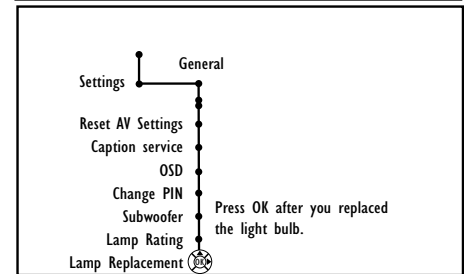 General
Settings
Reset AV Settings
Caption service
OSD
Change PIN
Subwoofer
Press OK after you replaced
the light bulb.
Lamp Rating
Lamp Replacement
OK